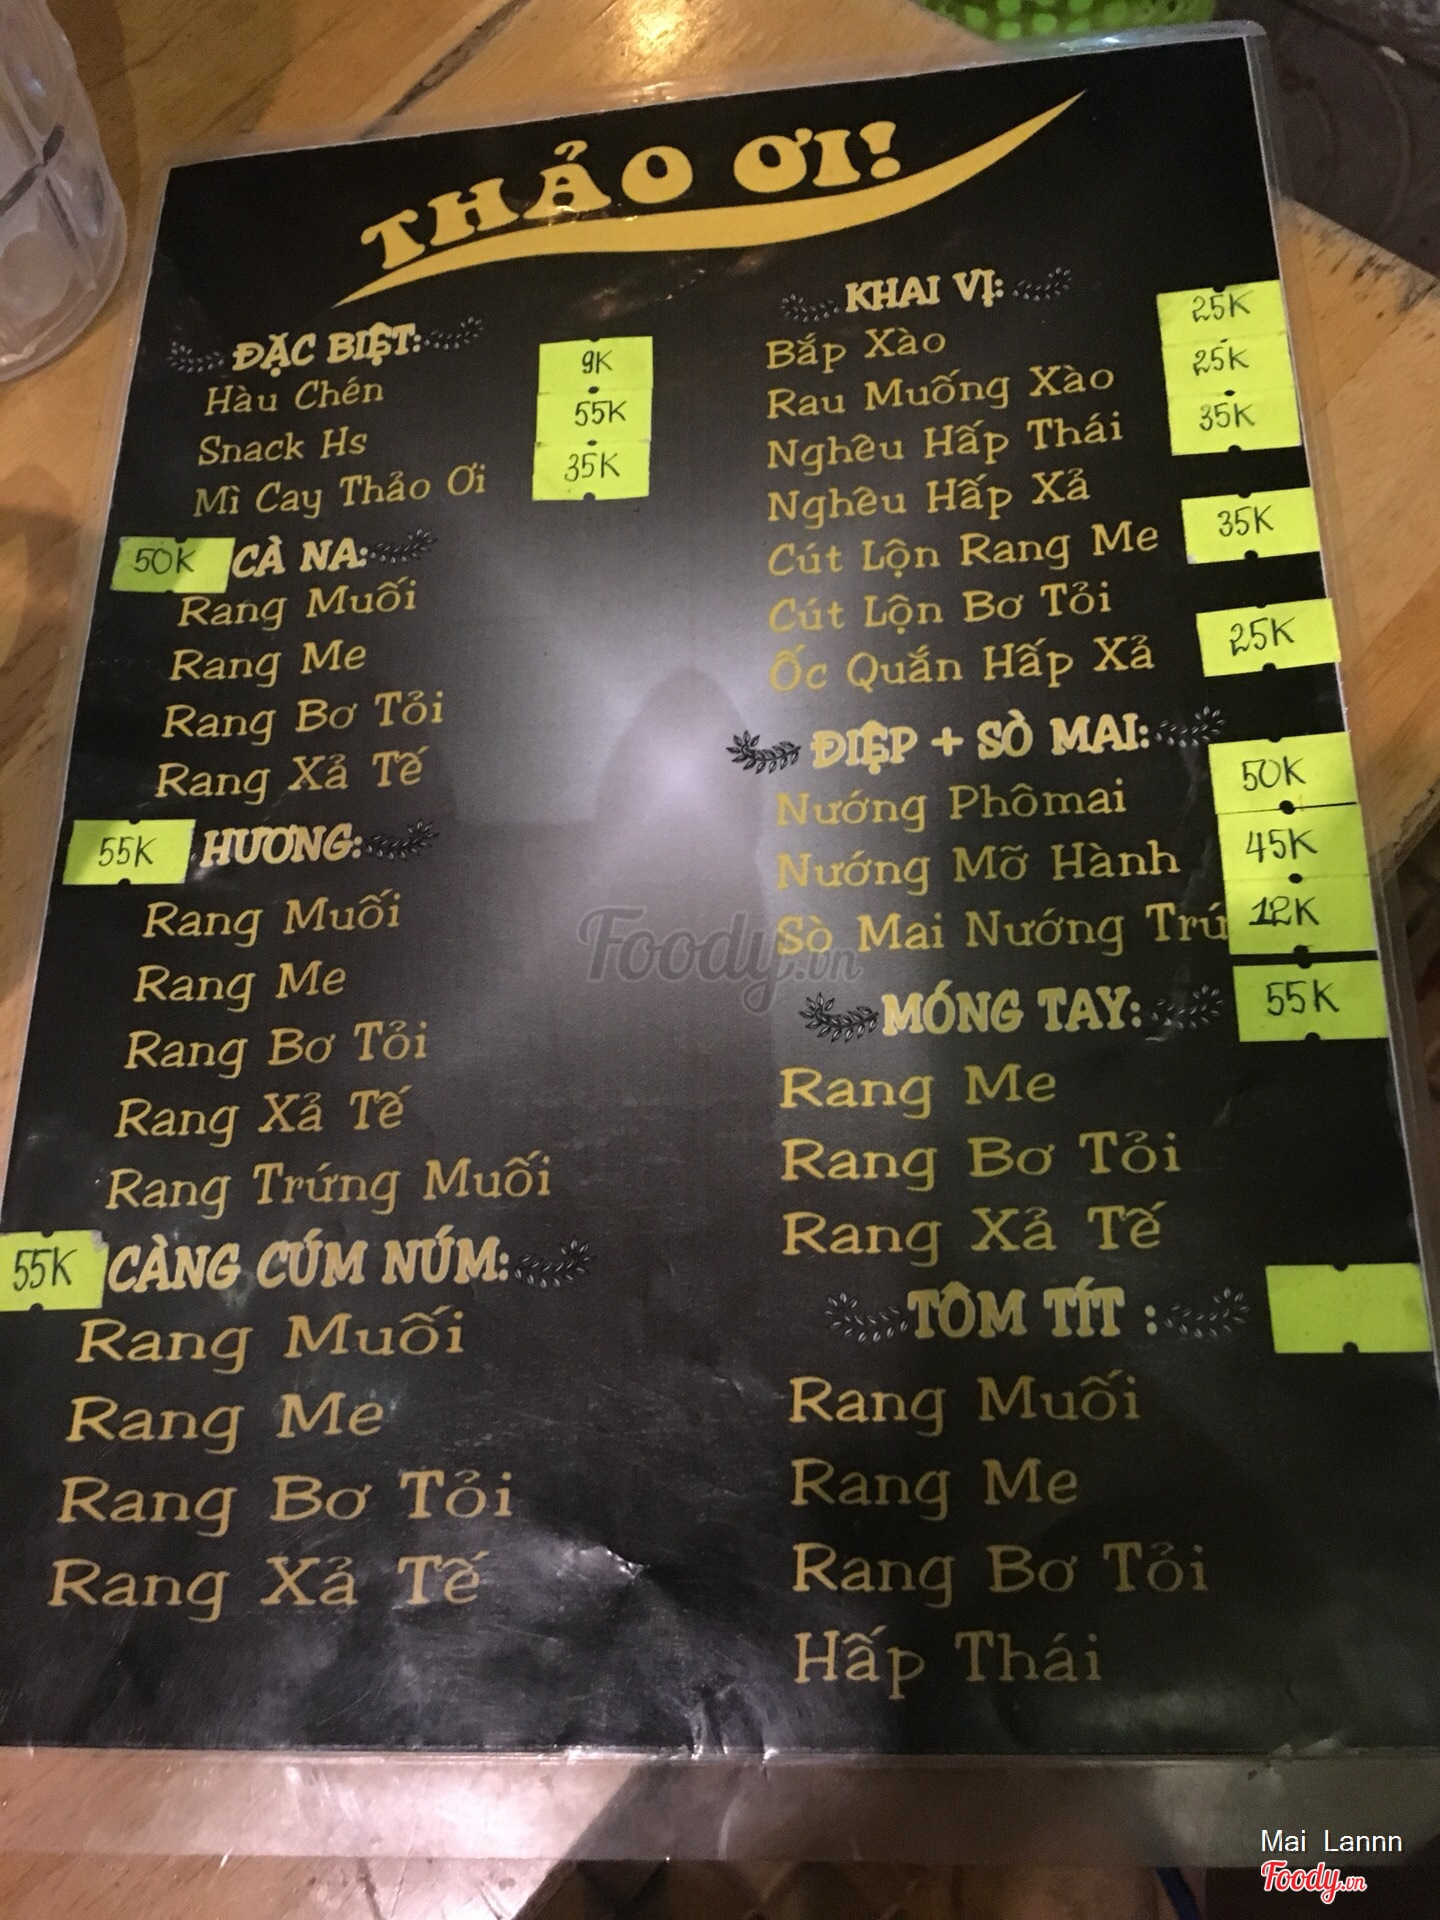 THẢO ƠI!
ĐẶC BIỆT:
Hàu Chén 9K
Snack Hs 55K
Mì Cay Thảo Ơi 35K
50K CÀ NA:
Rang Muối
Rang Me
Rang Bơ Tỏi
Rang Xả Tế
55K HƯƠNG:
Rang Muối
Rang Me
Rang Bơ Tỏi
Rang Xả Tế
Rang Trứng Muối
55K CÀNG CÚM NÚM:
Rang Muối
Rang Me
Rang Bơ Tỏi
Rang Xả Tế
KHAI VỊ:
Bắp Xào 25K
Rau Muống Xào 25K
Nghêu Hấp Thái 35K
Nghêu Hấp Xả
Cút Lộn Rang Me 35K
Cút Lộn Bơ Tỏi
Ốc Quắn Hấp Xả 25K
ĐIỆP + SÒ MAI:
Nướng Phômai 50K
Nướng Mỡ Hành 45K
Sò Mai Nướng Trứ 12K
MÓNG TAY: 55K
Rang Me
Rang Bơ Tỏi
Rang Xả Tế
TÔM TÍT :
Rang Muối
Rang Me
Rang Bơ Tỏi
Hấp Thái
Foody.vn
Mai Lannn
Foody.vn